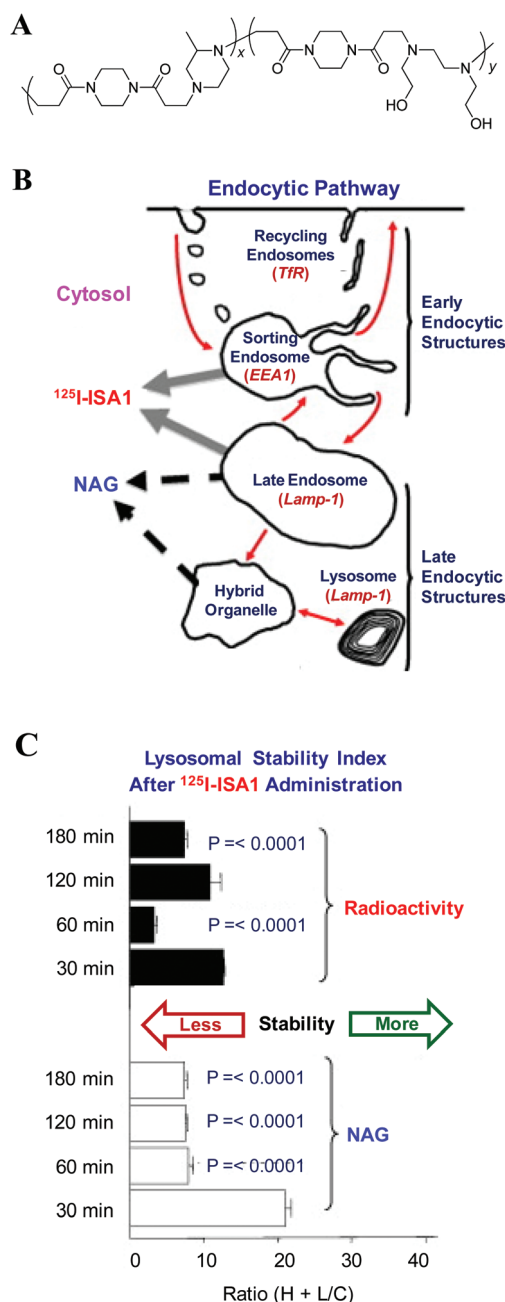 A
O
N
N
O
N
N
x
O
N
N
O
N
N
y
HO
OH
B
Endocytic Pathway
Recycling
Endosomes
(TfR)
Cytosol
Sorting
Endosome
(EEA1)
Early
Endocytic
Structures
¹²⁵I-ISA1
NAG
Late Endosome
(Lamp-1)
Hybrid
Organelle
Lysosome
(Lamp-1)
Late
Endocytic
Structures
C
Lysosomal Stability Index
After ¹²⁵I-ISA1 Administration
180 min
P =< 0.0001
120 min
60 min
P =< 0.0001
30 min
Radioactivity
Less
Stability
More
180 min
P =< 0.0001
120 min
P =< 0.0001
60 min
P =< 0.0001
30 min
NAG
0 10 20 30 40
Ratio (H + L/C)